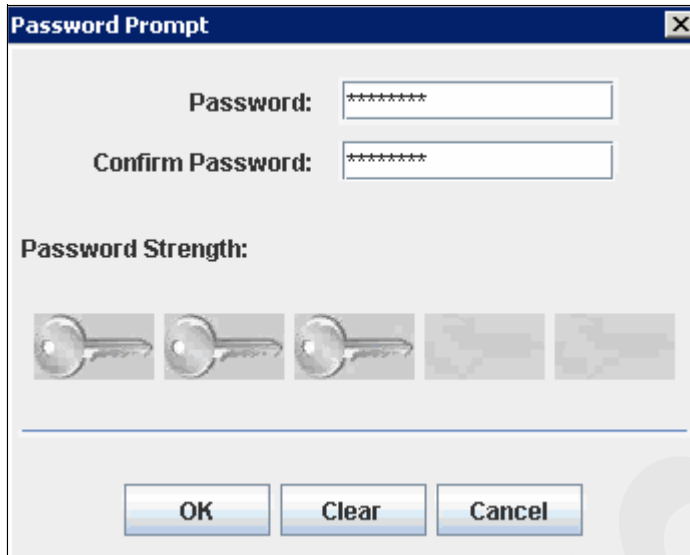 Password Prompt
Password: ********
Confirm Password: ********
Password Strength:
OK Clear Cancel